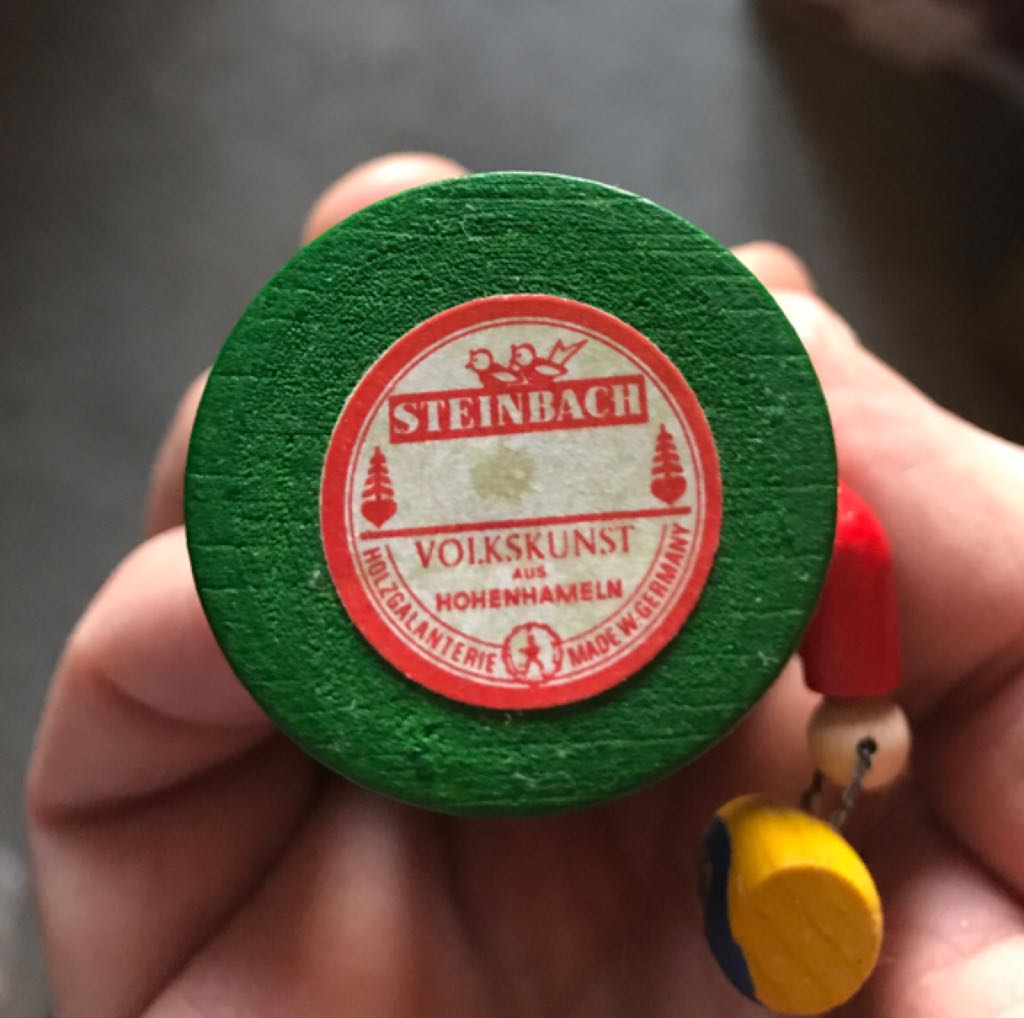 STEINBACH
VOLKSKUNST
AUS
HOHENHAMELN
HOLZGALANTERIE MADE W. GERMANY